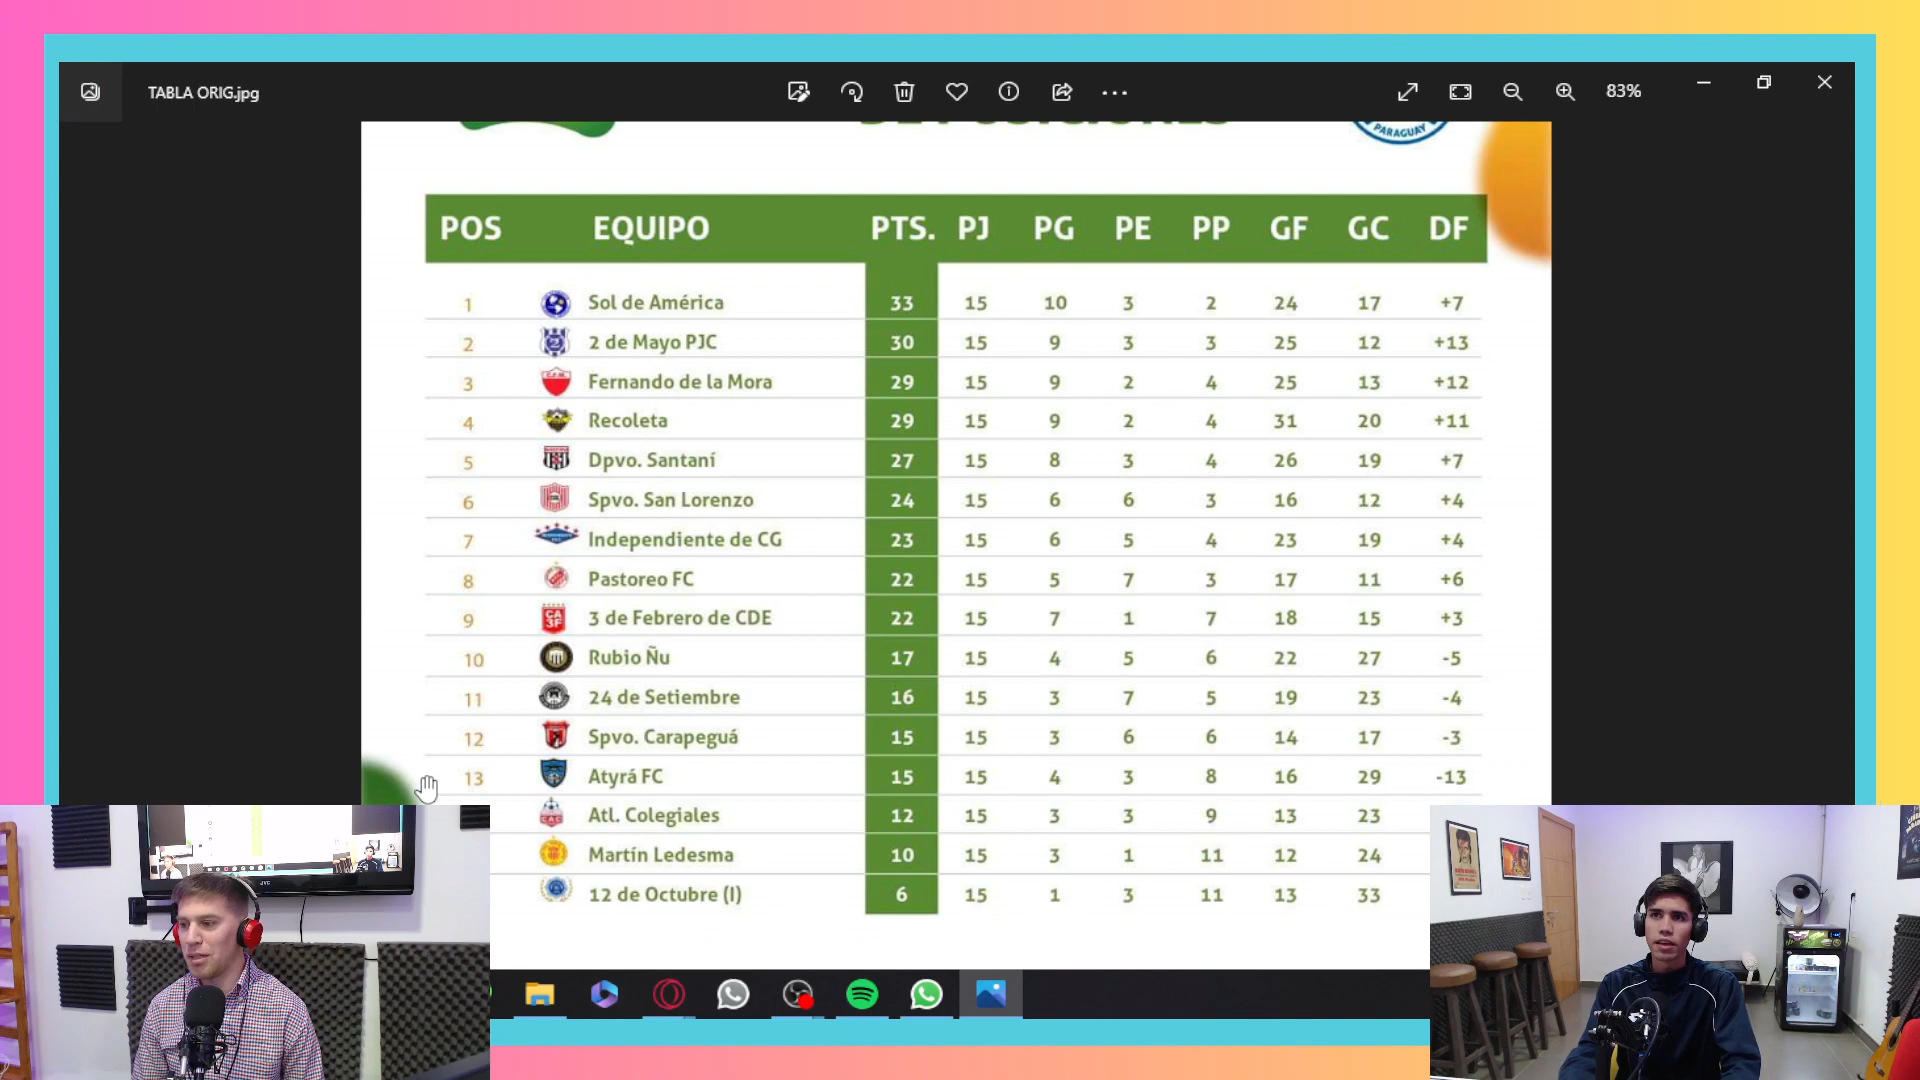 TABLA ORIG.jpg
83%
DE POSICIONES
PARAGUAY
POS EQUIPO PTS. PJ PG PE PP GF GC DF
1 Sol de América 33 15 10 3 2 24 17 +7
2 2 de Mayo PJC 30 15 9 3 3 25 12 +13
3 Fernando de la Mora 29 15 9 2 4 25 13 +12
4 Recoleta 29 15 9 2 4 31 20 +11
5 Dpvo. Santaní 27 15 8 3 4 26 19 +7
6 Spvo. San Lorenzo 24 15 6 6 3 16 12 +4
7 Independiente de CG 23 15 6 5 4 23 19 +4
8 Pastoreo FC 22 15 5 7 3 17 11 +6
9 3 de Febrero de CDE 22 15 7 1 7 18 15 +3
10 Rubio Ñu 17 15 4 5 6 22 27 -5
11 24 de Setiembre 16 15 3 7 5 19 23 -4
12 Spvo. Carapeguá 15 15 3 6 6 14 17 -3
13 Atyrá FC 15 15 4 3 8 16 29 -13
Atl. Colegiales 12 15 3 3 9 13 23
Martín Ledesma 10 15 3 1 11 12 24
12 de Octubre (I) 6 15 1 3 11 13 33